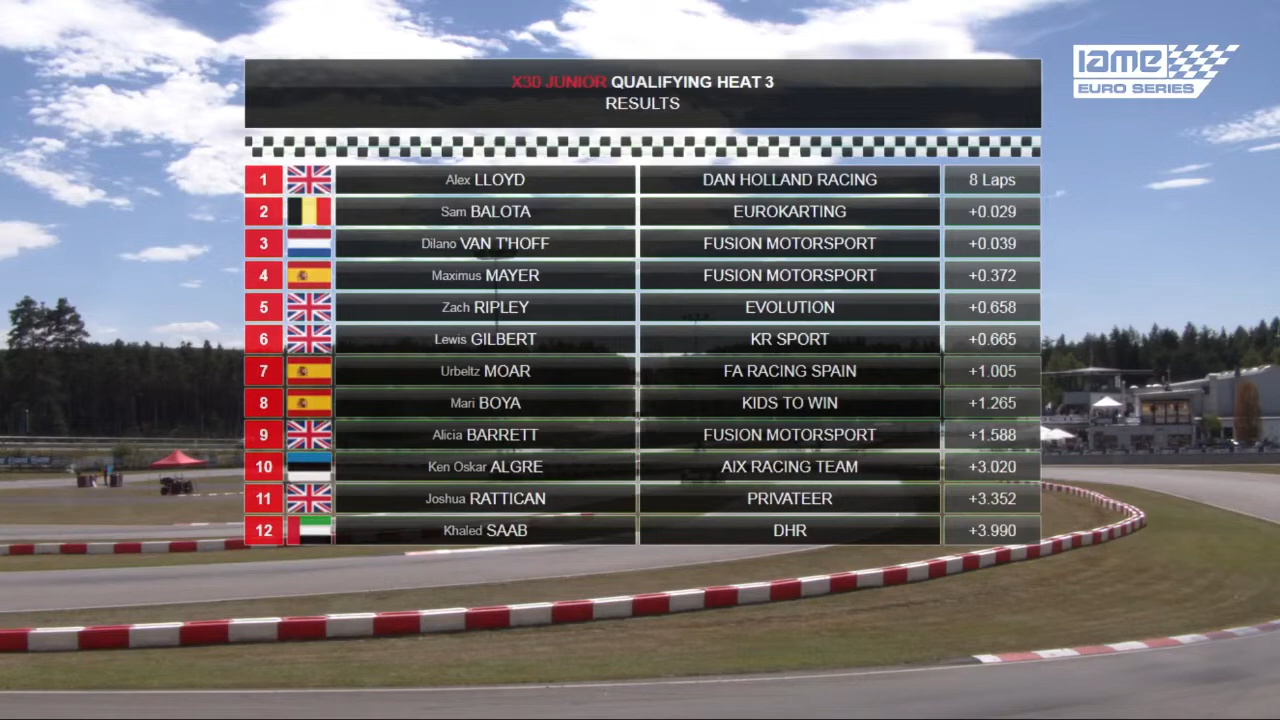 IAME
EURO SERIES
X30 JUNIOR QUALIFYING HEAT 3
RESULTS
1 Alex LLOYD DAN HOLLAND RACING 8 Laps
2 Sam BALOTA EUROKARTING +0.029
3 Dilano VAN T'HOFF FUSION MOTORSPORT +0.039
4 Maximus MAYER FUSION MOTORSPORT +0.372
5 Zach RIPLEY EVOLUTION +0.658
6 Lewis GILBERT KR SPORT +0.665
7 Urbeltz MOAR FA RACING SPAIN +1.005
8 Mari BOYA KIDS TO WIN +1.265
9 Alicia BARRETT FUSION MOTORSPORT +1.588
10 Ken Oskar ALGRE AIX RACING TEAM +3.020
11 Joshua RATTICAN PRIVATEER +3.352
12 Khaled SAAB DHR +3.990